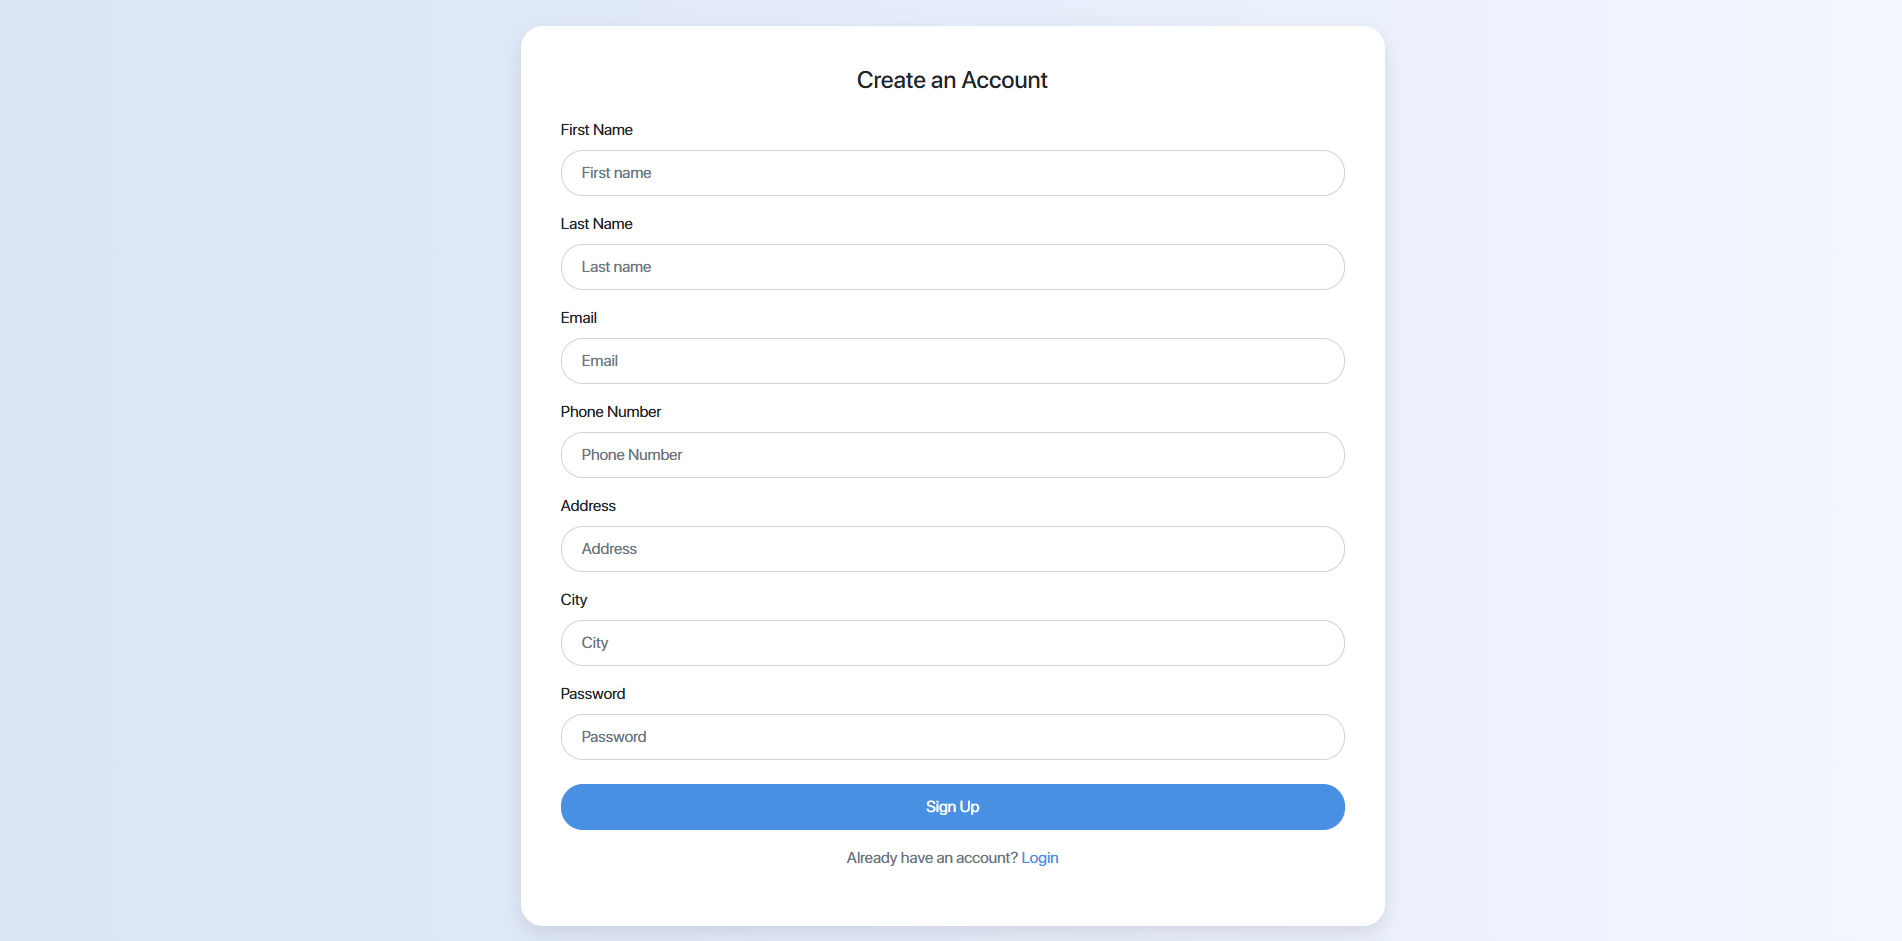 Create an Account
First Name
First name
Last Name
Last name
Email
Email
Phone Number
Phone Number
Address
Address
City
City
Password
Password
Sign Up
Already have an account? Login